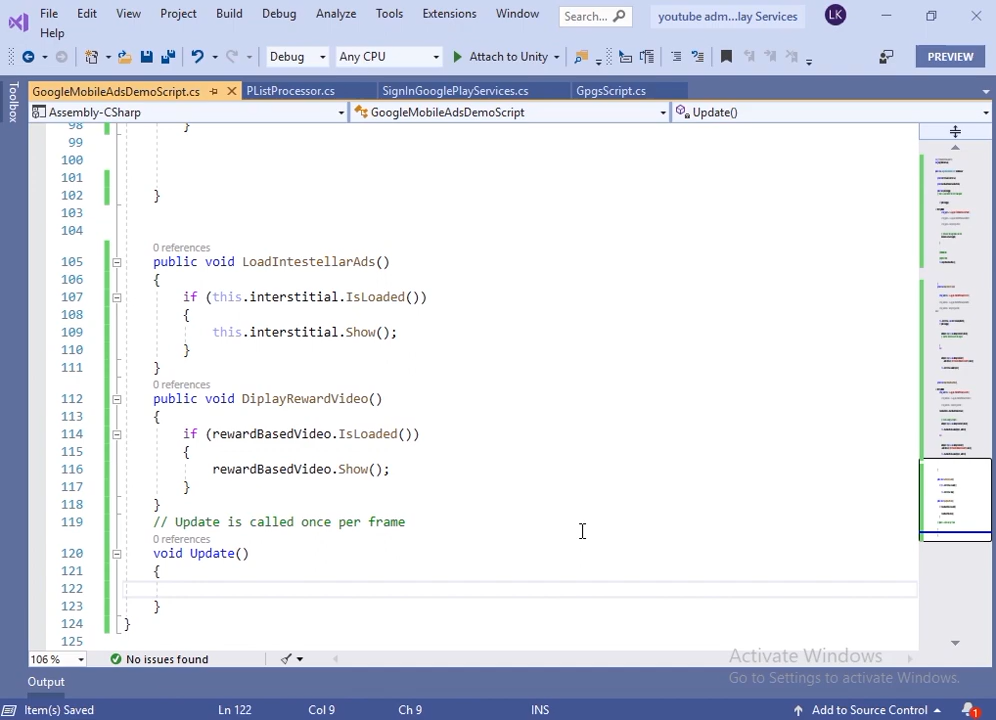 File Edit View Project Build Debug Analyze Tools Extensions Window Search... youtube adm...lay Services LK
Help
Debug Any CPU Attach to Unity PREVIEW
Toolbox
GoogleMobileAdsDemoScript.cs PListProcessor.cs SignInGooglePlayServices.cs GpgsScript.cs
Assembly-CSharp GoogleMobileAdsDemoScript Update()
98 }
99
100
101
102 }
103
104
0 references
105 public void LoadIntestellarAds()
106 {
107 if (this.interstitial.IsLoaded())
108 {
109 this.interstitial.Show();
110 }
111 }
0 references
112 public void DiplayRewardVideo()
113 {
114 if (rewardBasedVideo.IsLoaded())
115 {
116 rewardBasedVideo.Show();
117 }
118 }
119 // Update is called once per frame
0 references
120 void Update()
121 {
122
123 }
124 }
125
106 % No issues found
Activate Windows
Go to Settings to activate Windows.
Output
Item(s) Saved Ln 122 Col 9 Ch 9 INS Add to Source Control 1